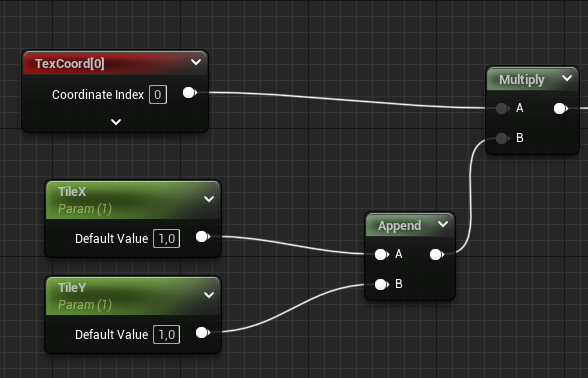 TexCoord[0]
Coordinate Index 0
Multiply
A
B
TileX
Param (1)
Default Value 1,0
Append
A
B
TileY
Param (1)
Default Value 1,0